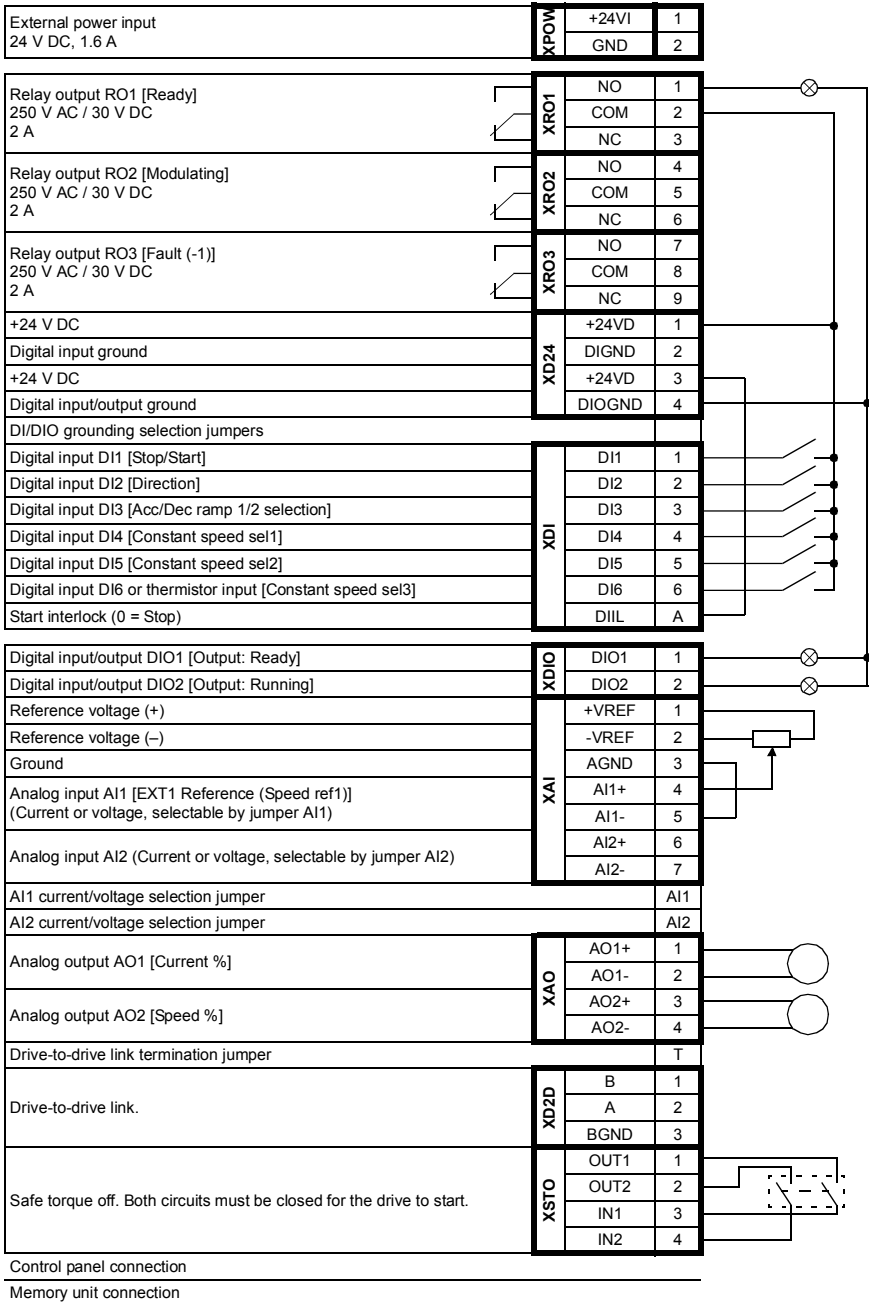 External power input
24 V DC, 1.6 A
XPOW
+24VI 1
GND 2
Relay output RO1 [Ready]
250 V AC / 30 V DC
2 A
XRO1
NO 1
COM 2
NC 3
Relay output RO2 [Modulating]
250 V AC / 30 V DC
2 A
XRO2
NO 4
COM 5
NC 6
Relay output RO3 [Fault (-1)]
250 V AC / 30 V DC
2 A
XRO3
NO 7
COM 8
NC 9
XD24
+24 V DC +24VD 1
Digital input ground DIGND 2
+24 V DC +24VD 3
Digital input/output ground DIOGND 4
DI/DIO grounding selection jumpers
XDI
Digital input DI1 [Stop/Start] DI1 1
Digital input DI2 [Direction] DI2 2
Digital input DI3 [Acc/Dec ramp 1/2 selection] DI3 3
Digital input DI4 [Constant speed sel1] DI4 4
Digital input DI5 [Constant speed sel2] DI5 5
Digital input DI6 or thermistor input [Constant speed sel3] DI6 6
Start interlock (0 = Stop) DIIL A
XDIO
Digital input/output DIO1 [Output: Ready] DIO1 1
Digital input/output DIO2 [Output: Running] DIO2 2
XAI
Reference voltage (+) +VREF 1
Reference voltage (–) -VREF 2
Ground AGND 3
Analog input AI1 [EXT1 Reference (Speed ref1)]
(Current or voltage, selectable by jumper AI1)
AI1+ 4
AI1- 5
Analog input AI2 (Current or voltage, selectable by jumper AI2)
AI2+ 6
AI2- 7
AI1 current/voltage selection jumper AI1
AI2 current/voltage selection jumper AI2
Analog output AO1 [Current %]
XAO
AO1+ 1
AO1- 2
Analog output AO2 [Speed %]
AO2+ 3
AO2- 4
Drive-to-drive link termination jumper T
Drive-to-drive link.
XD2D
B 1
A 2
BGND 3
Safe torque off. Both circuits must be closed for the drive to start.
XSTO
OUT1 1
OUT2 2
IN1 3
IN2 4
Control panel connection
Memory unit connection